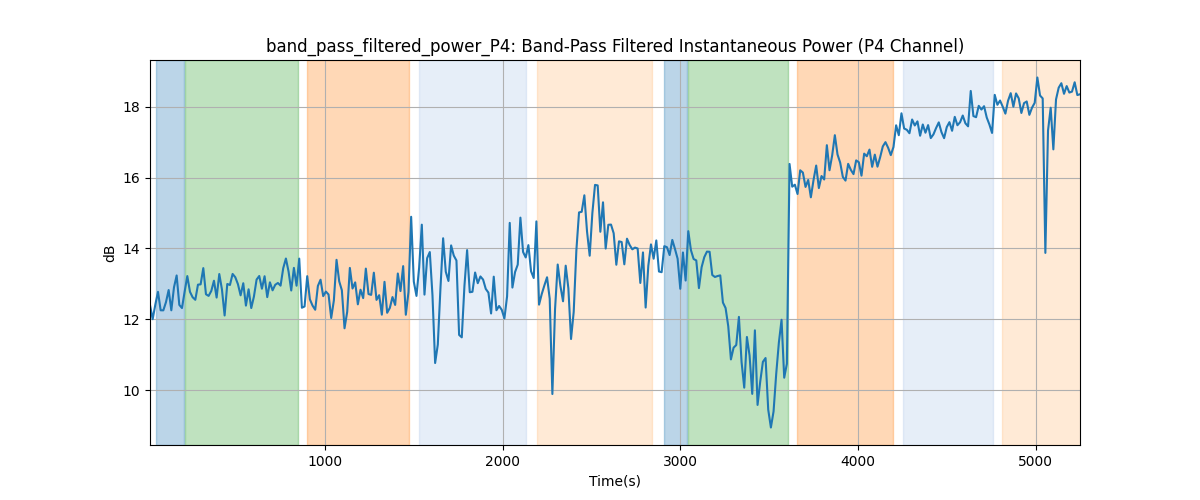 band_pass_filtered_power_P4: Band-Pass Filtered Instantaneous Power (P4 Channel)
18
16
14
12
10
dB
1000 2000 3000 4000 5000
Time(s)